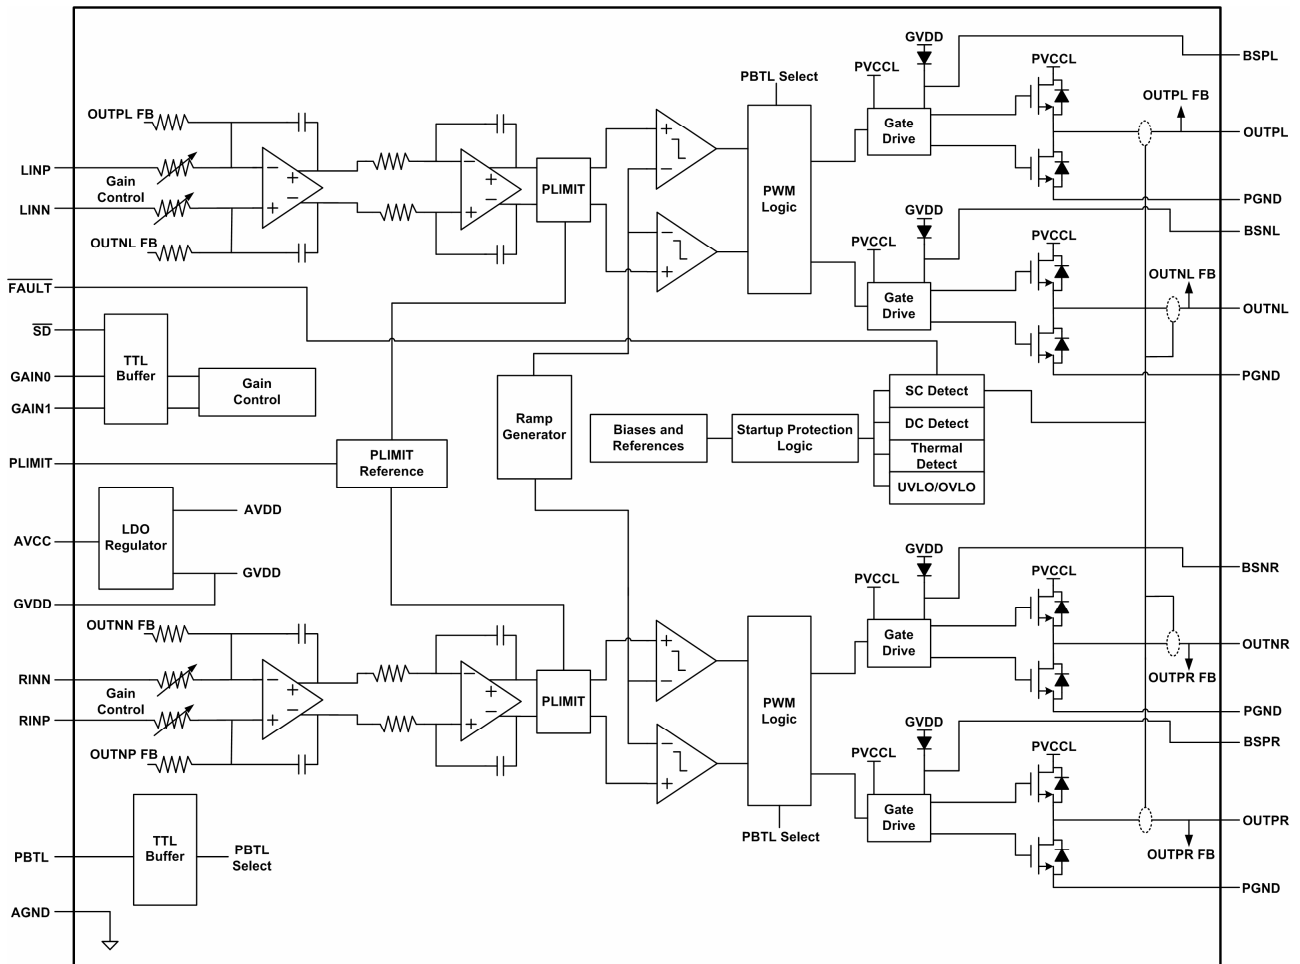 GVDD
BSPL
PVCCL
PVCCL
PBTL Select
OUTPL FB
OUTPL FB
Gate
Drive
OUTPL
LINP
Gain
Control
PLIMIT
PWM
Logic
LINN
PGND
GVDD
BSNL
OUTNL FB
PVCCL
PVCCL
OUTNL FB
FAULT
Gate
Drive
OUTNL
SD
TTL
Buffer
GAIN0
Gain
Control
GAIN1
PGND
SC Detect
Ramp
Generator
Biases and
References
Startup Protection
Logic
DC Detect
Thermal
Detect
UVLO/OVLO
PLIMIT
PLIMIT
Reference
AVDD
LDO
Regulator
AVCC
GVDD
GVDD
GVDD
BSNR
PVCCL
PVCCL
OUTNN FB
Gate
Drive
OUTNR
OUTPR FB
RINN
Gain
Control
PLIMIT
PWM
Logic
RINP
PGND
GVDD
BSPR
PVCCL
PVCCL
OUTNP FB
Gate
Drive
OUTPR
PBTL Select
OUTPR FB
TTL
Buffer
PBTL
PBTL
Select
PGND
AGND